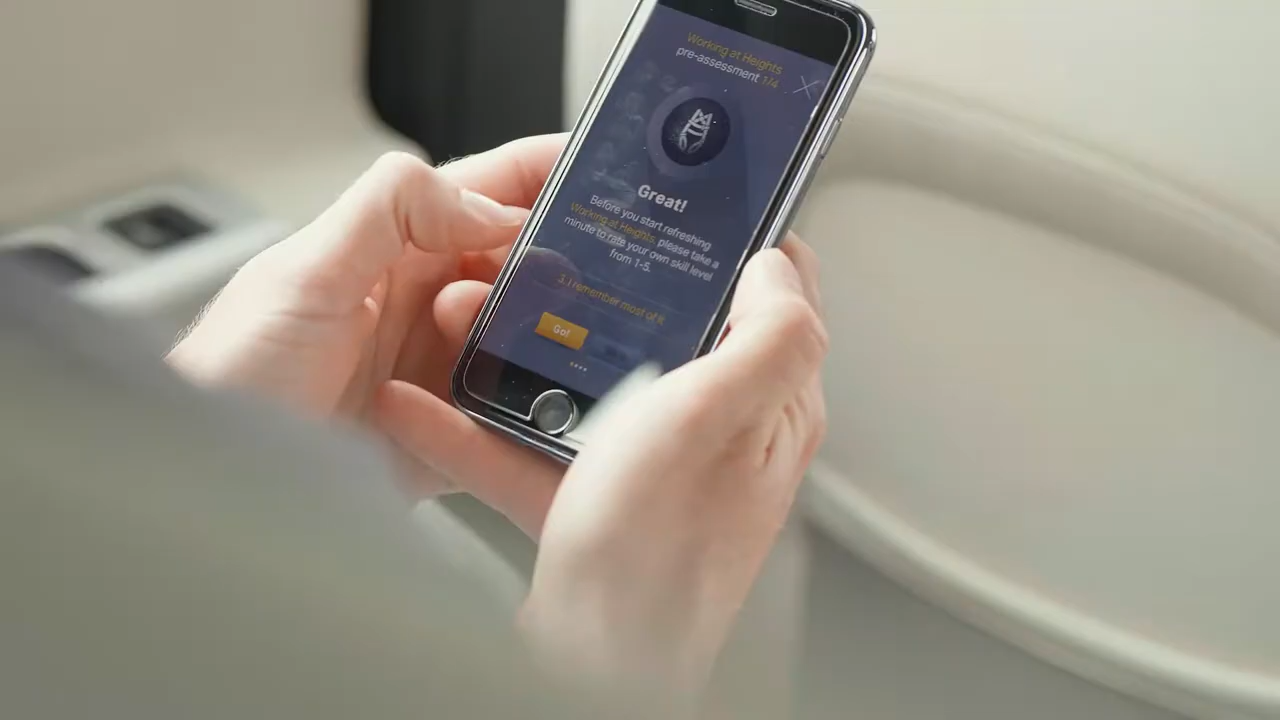 Working at Heights
pre-assessment 1/4
Great!
Before you start refreshing
Working at Heights, please take a
minute to rate your own skill level
from 1-5.
3. I remember most of it
Go!